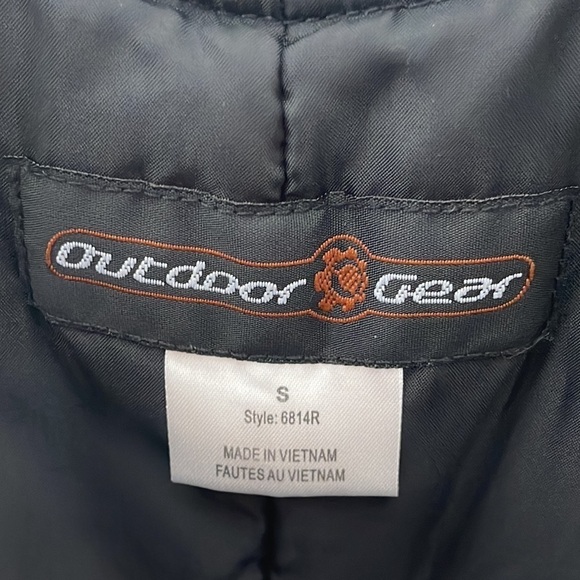 outdoor Gear
S
Style: 6814R
MADE IN VIETNAM
FAUTES AU VIETNAM